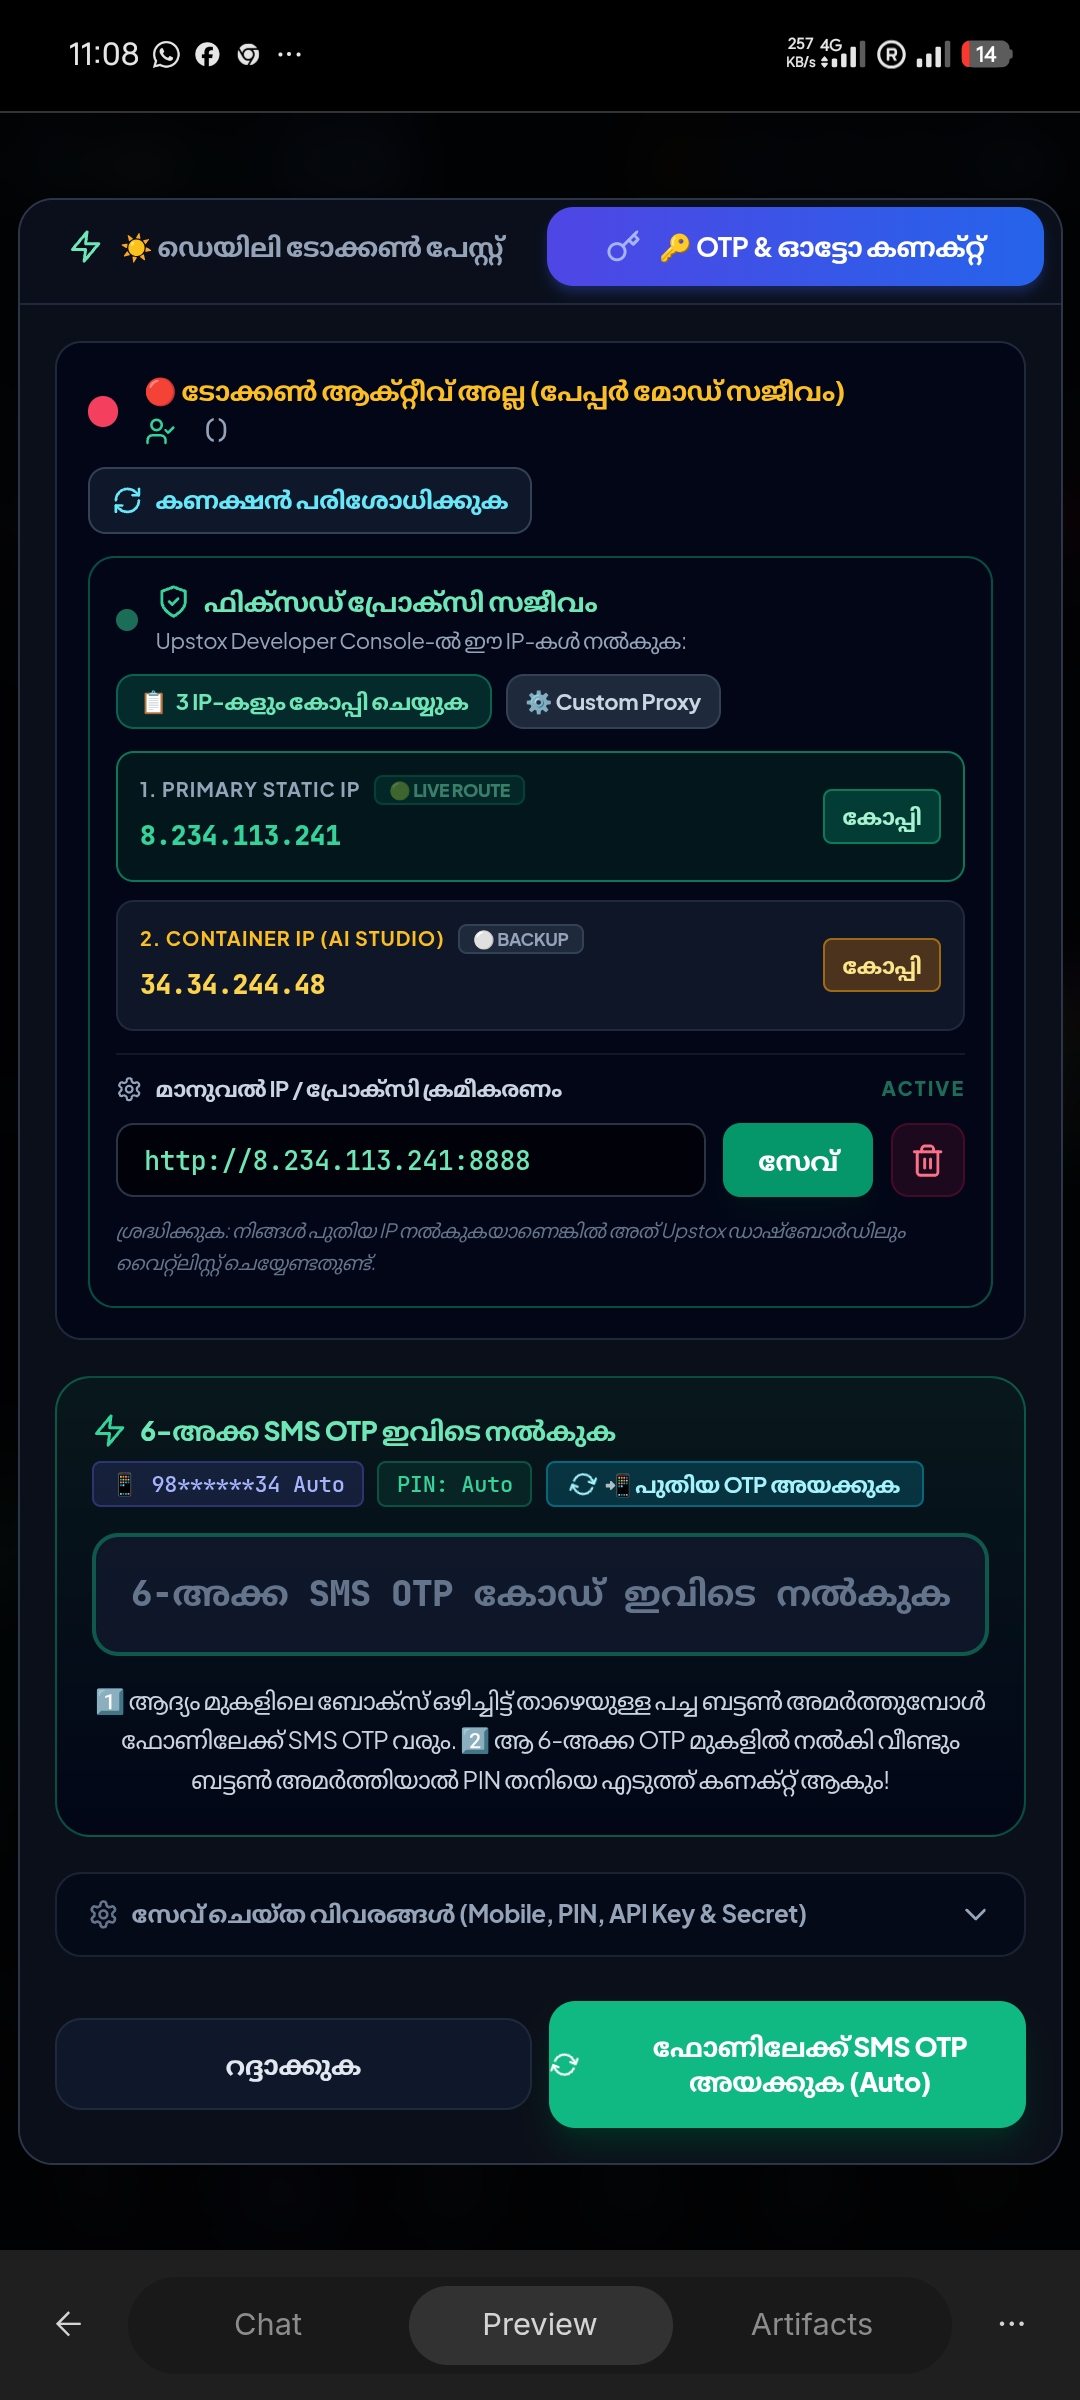 11:08
257 KB/s 4G R 14
☀️ ഡെയിലി ടോക്കൺ പേസ്റ്റ്
🔑 OTP & ഓട്ടോ കണക്റ്റ്
🔴 ടോക്കൺ ആക്റ്റീവ് അല്ല (പേപ്പർ മോഡ് സജീവം)
()
കണക്ഷൻ പരിശോധിക്കുക
ഫിക്സഡ് പ്രോക്സി സജീവം
Upstox Developer Console-ൽ ഈ IP-കൾ നൽകുക:
📋 3 IP-കളും കോപ്പി ചെയ്യുക
⚙️ Custom Proxy
1. PRIMARY STATIC IP 🟢 LIVE ROUTE
8.234.113.241
കോപ്പി
2. CONTAINER IP (AI STUDIO) ⚪ BACKUP
34.34.244.48
കോപ്പി
മാനുവൽ IP / പ്രോക്സി ക്രമീകരണം
ACTIVE
http://8.234.113.241:8888
സേവ്
ശ്രദ്ധിക്കുക: നിങ്ങൾ പുതിയ IP നൽകുകയാണെങ്കിൽ അത് Upstox ഡാഷ്ബോർഡിലും
വൈറ്റ്ലിസ്റ്റ് ചെയ്യേണ്ടതുണ്ട്.
6-അക്ക SMS OTP ഇവിടെ നൽകുക
📱 98******34 Auto
PIN: Auto
📲 പുതിയ OTP അയക്കുക
6-അക്ക SMS OTP കോഡ് ഇവിടെ നൽകുക
1️⃣ ആദ്യം മുകളിലെ ബോക്സ് ഒഴിച്ചിട്ട് താഴെയുള്ള പച്ച ബട്ടൺ അമർത്തുമ്പോൾ
ഫോണിലേക്ക് SMS OTP വരും. 2️⃣ ആ 6-അക്ക OTP മുകളിൽ നൽകി വീണ്ടും
ബട്ടൺ അമർത്തിയാൽ PIN തനിയെ എടുത്ത് കണക്റ്റ് ആകും!
സേവ് ചെയ്ത വിവരങ്ങൾ (Mobile, PIN, API Key & Secret)
റദ്ദാക്കുക
ഫോണിലേക്ക് SMS OTP
അയക്കുക (Auto)
Chat
Preview
Artifacts